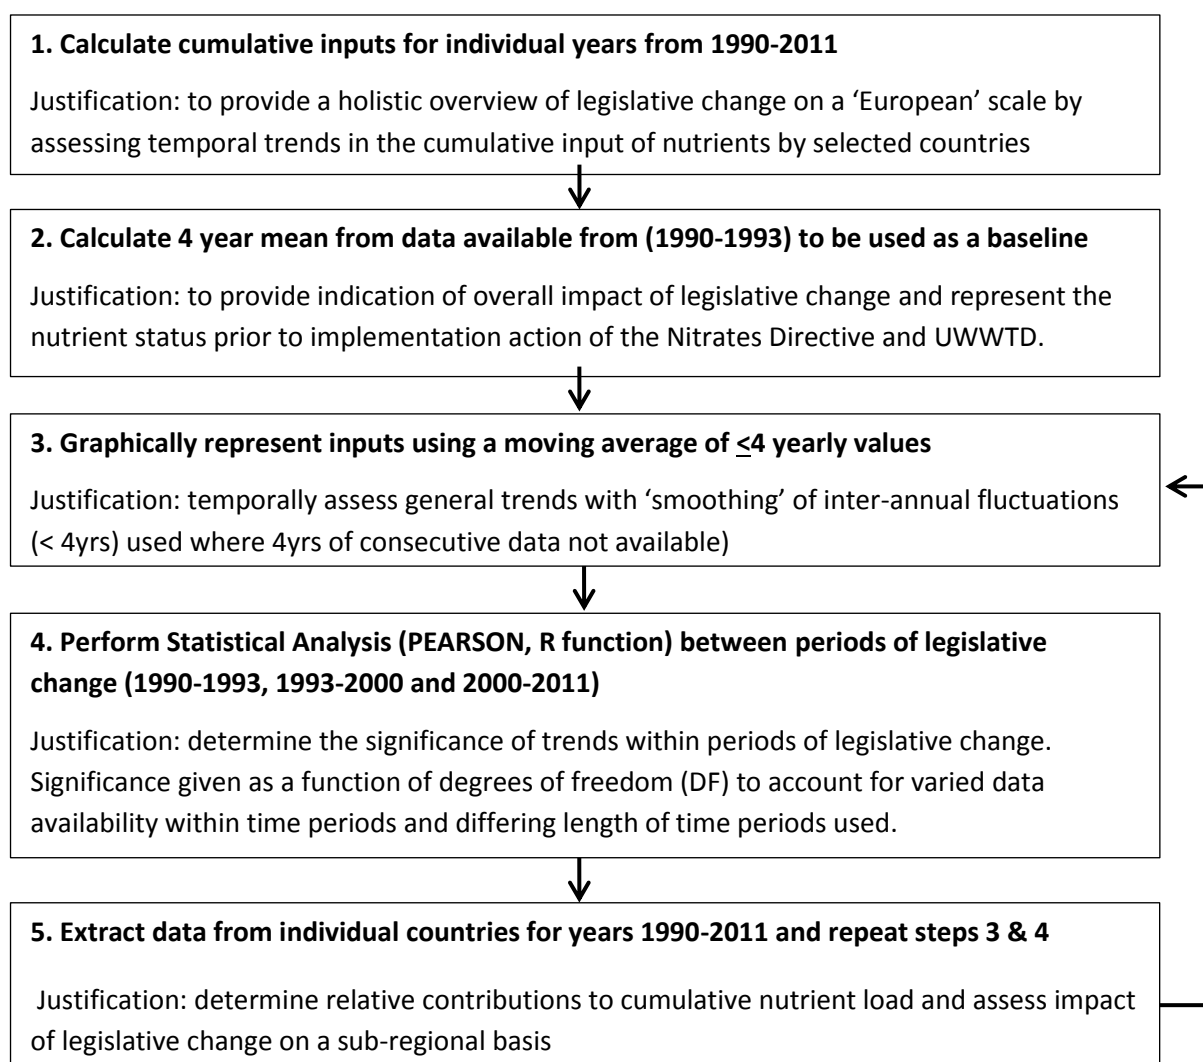 1. Calculate cumulative inputs for individual years from 1990-2011
Justification: to provide a holistic overview of legislative change on a ‘European’ scale by
assessing temporal trends in the cumulative input of nutrients by selected countries
2. Calculate 4 year mean from data available from (1990-1993) to be used as a baseline
Justification: to provide indication of overall impact of legislative change and represent the
nutrient status prior to implementation action of the Nitrates Directive and UWWTD.
3. Graphically represent inputs using a moving average of <4 yearly values
Justification: temporally assess general trends with ‘smoothing’ of inter-annual fluctuations
(< 4yrs) used where 4yrs of consecutive data not available)
4. Perform Statistical Analysis (PEARSON, R function) between periods of legislative
change (1990-1993, 1993-2000 and 2000-2011)
Justification: determine the significance of trends within periods of legislative change.
Significance given as a function of degrees of freedom (DF) to account for varied data
availability within time periods and differing length of time periods used.
5. Extract data from individual countries for years 1990-2011 and repeat steps 3 & 4
Justification: determine relative contributions to cumulative nutrient load and assess impact
of legislative change on a sub-regional basis